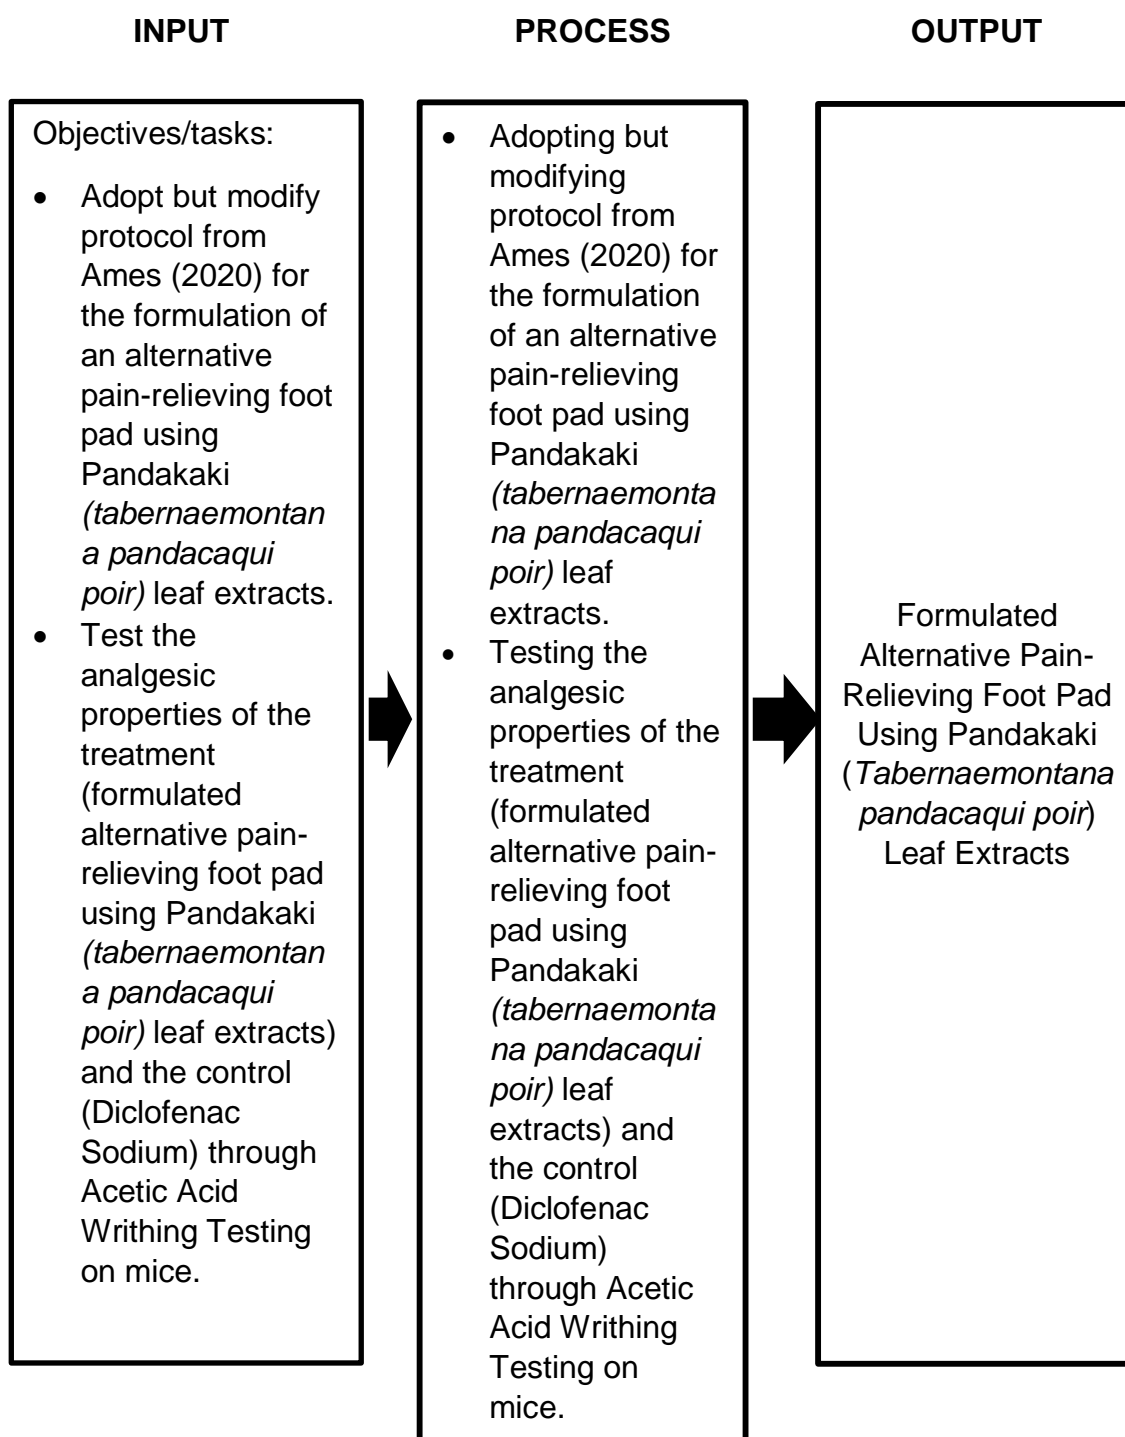 INPUT
PROCESS
OUTPUT
Objectives/tasks:
• Adopt but modify
protocol from
Ames (2020) for
the formulation of
an alternative
pain-relieving foot
pad using
Pandakaki
(tabernaemontan
a pandacaqui
poir) leaf extracts.
• Test the
analgesic
properties of the
treatment
(formulated
alternative pain-
relieving foot pad
using Pandakaki
(tabernaemontan
a pandacaqui
poir) leaf extracts)
and the control
(Diclofenac
Sodium) through
Acetic Acid
Writhing Testing
on mice.
• Adopting but
modifying
protocol from
Ames (2020) for
the formulation
of an alternative
pain-relieving
foot pad using
Pandakaki
(tabernaemonta
na pandacaqui
poir) leaf
extracts.
• Testing the
analgesic
properties of the
treatment
(formulated
alternative pain-
relieving foot
pad using
Pandakaki
(tabernaemonta
na pandacaqui
poir) leaf
extracts) and
the control
(Diclofenac
Sodium)
through Acetic
Acid Writhing
Testing on
mice.
Formulated
Alternative Pain-
Relieving Foot Pad
Using Pandakaki
(Tabernaemontana
pandacaqui poir)
Leaf Extracts